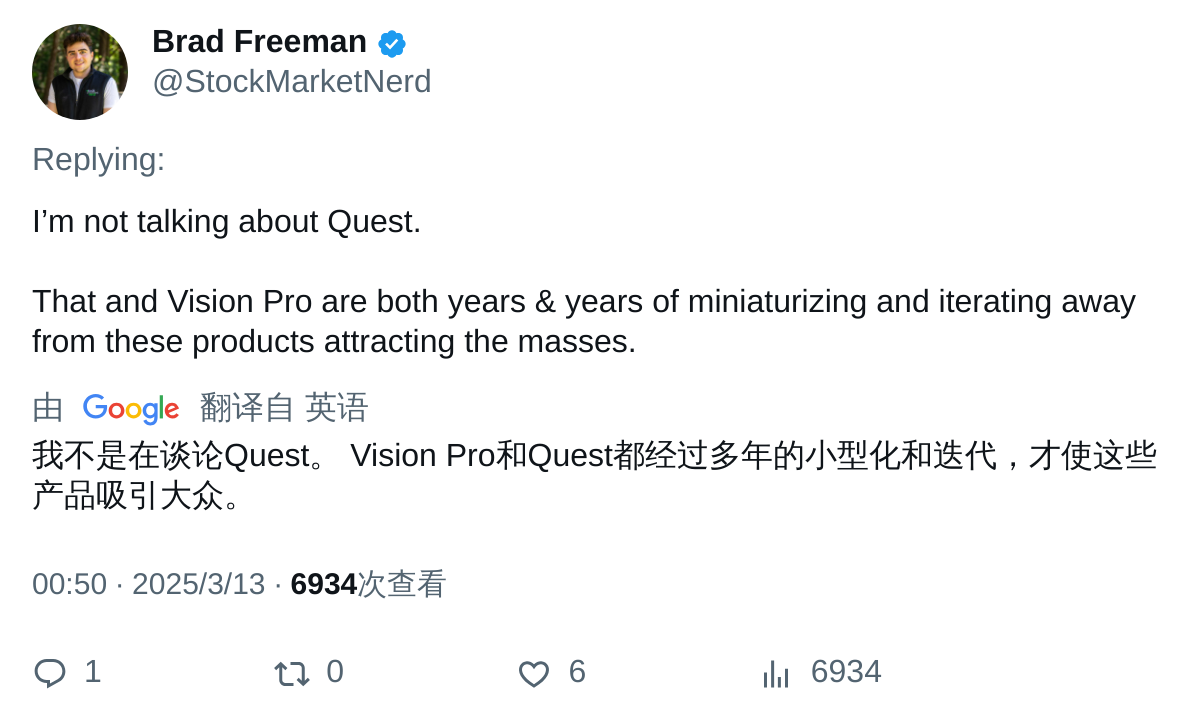 Brad Freeman
@StockMarketNerd
Replying:
I’m not talking about Quest.
That and Vision Pro are both years & years of miniaturizing and iterating away
from these products attracting the masses.
由 Google 翻译自 英语
我不是在谈论Quest。 Vision Pro和Quest都经过多年的小型化和迭代，才使这些
产品吸引大众。
00:50 · 2025/3/13 · 6934次查看
1 0 6 6934